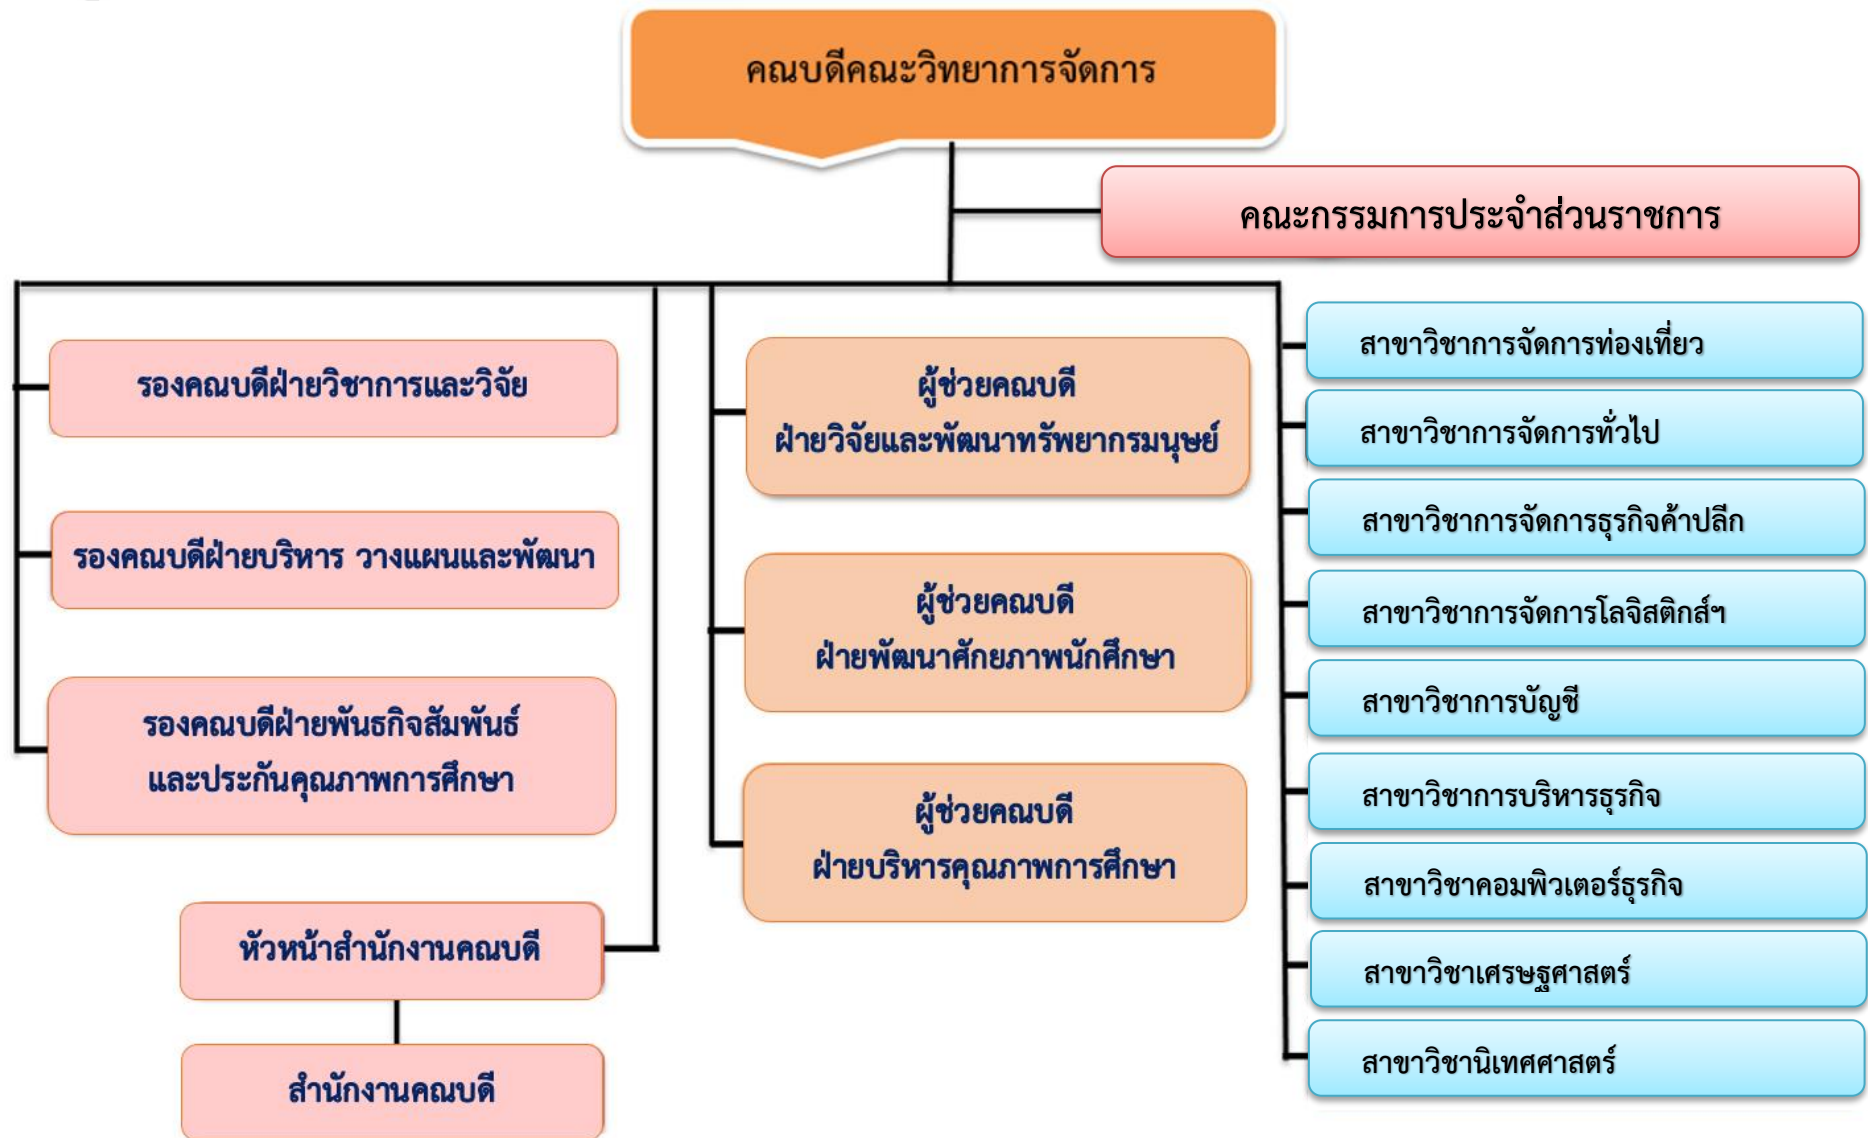 คณบดีคณะวิทยาการจัดการ
คณะกรรมการประจำส่วนราชการ
รองคณบดีฝ่ายวิชาการและวิจัย
รองคณบดีฝ่ายบริหาร วางแผนและพัฒนา
รองคณบดีฝ่ายพันธกิจสัมพันธ์
และประกันคุณภาพการศึกษา
หัวหน้าสำนักงานคณบดี
สำนักงานคณบดี
ผู้ช่วยคณบดี
ฝ่ายวิจัยและพัฒนาทรัพยากรมนุษย์
ผู้ช่วยคณบดี
ฝ่ายพัฒนาศักยภาพนักศึกษา
ผู้ช่วยคณบดี
ฝ่ายบริหารคุณภาพการศึกษา
สาขาวิชาการจัดการท่องเที่ยว
สาขาวิชาการจัดการทั่วไป
สาขาวิชาการจัดการธุรกิจค้าปลีก
สาขาวิชาการจัดการโลจิสติกส์ฯ
สาขาวิชาการบัญชี
สาขาวิชาการบริหารธุรกิจ
สาขาวิชาคอมพิวเตอร์ธุรกิจ
สาขาวิชาเศรษฐศาสตร์
สาขาวิชานิเทศศาสตร์